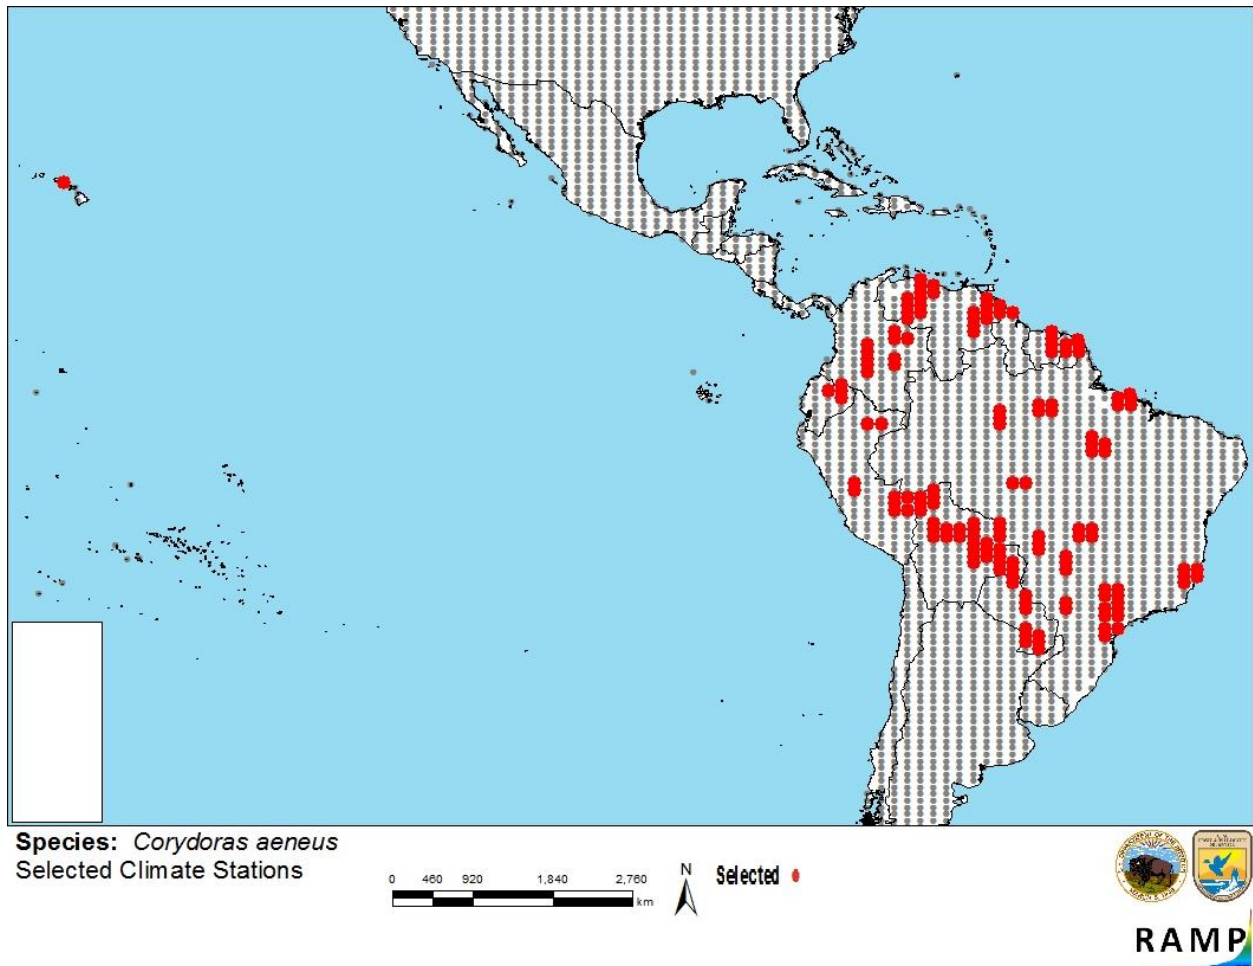 Species: Corydoras aeneus
Selected Climate Stations
0 460 920 1,840 2,760
km
N
Selected
RAMP